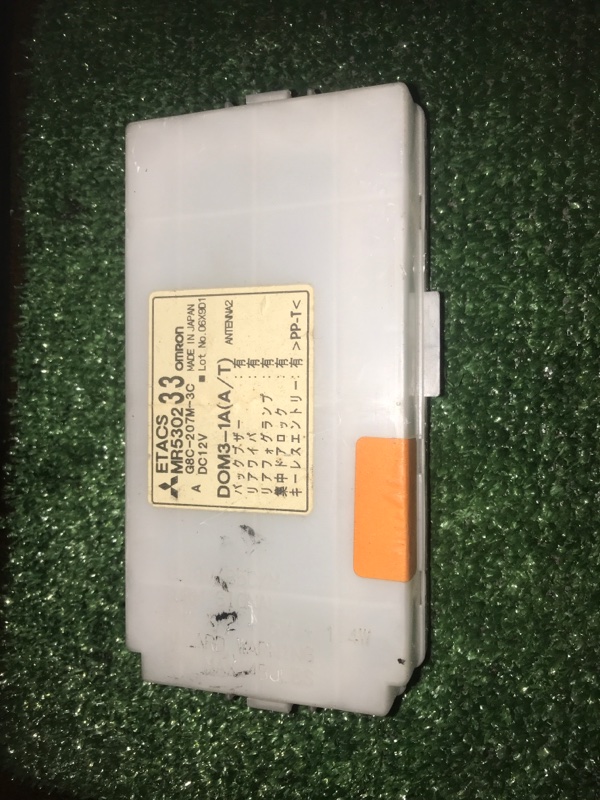 ETACS
MR530233
G8C-207M-3C
OMRON
MADE IN JAPAN
A DC12V
■ Lot No.06X9D1
DOM3-1A(A/T)
ANTENNA2
バックブザー :有
リアワイパ :有
リアフォグランプ :有
集中ドアロック :有
キーレスエントリー:有
>PP-T<